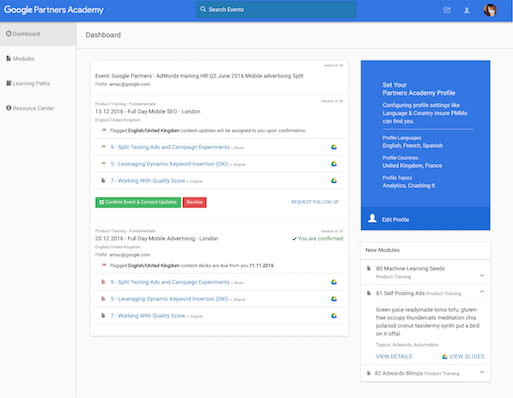 Google Partners Academy
Search Events
Dashboard
Modules
Learning Paths
Resource Center
Dashboard
Event: Google Partners - AdWords training HR Q2 June 2016 Mobile advertising Split
PMM: amac@google.com
Product Training - Fundamentals
13.12.2016 - Full Day Mobile SEO - London
English/United Kingdom
Flagged English/United Kingdom content updates will be assigned to you upon confirmation.
9 - Split Testing Ads and Campaign Experiments
5 - Leveraging Dynamic Keyword Insertion (DKI) - Original
7 - Working With Quality Score - Original
Confirm Event & Content Updates Decline REQUEST FOLLOW UP
Product Training - Fundamentals
20.12.2016 - Full Day Mobile Advertising - London
You are confirmed
English/United Kingdom
PMM: amac@google.com
Flagged English/United Kingdom content decks are due from you 11.11.2016.
9 - Split Testing Ads and Campaign Experiments - Original
5 - Leveraging Dynamic Keyword Insertion (DKI) - Original
7 - Working With Quality Score - Original
Set Your
Partners Academy Profile
Configuring profile settings like
Language & Country insure PMMs
can find you.
Profile Languages
English, French, Spanish
Profile Countries
United Kingdom, France
Profile Topics
Analytics, Crushing It
Edit Profile
New Modules
80 Machine Learning Seeds
Product Training
81 Self Posting Ads Product Training
Green juice readymade lomo tofu, gluten-
free occupy thundercats meditation chia
polaroid cronut taxidermy synth put a bird
on it offal.
Topics: Adwords, Automation
VIEW DETAILS VIEW SLIDES
82 Adwords Blimps Product Training